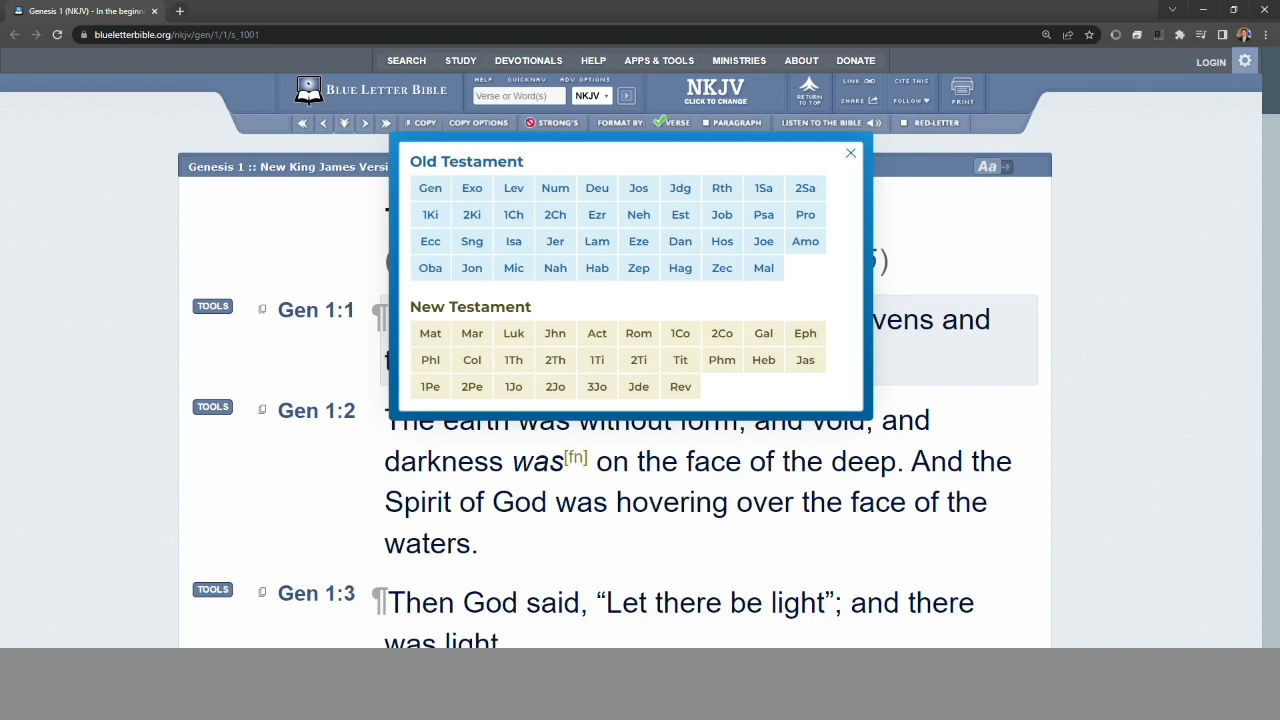 Genesis 1 (NKJV) - In the beginni
blueletterbible.org/nkjv/gen/1/1/s_1001
SEARCH STUDY DEVOTIONALS HELP APPS & TOOLS MINISTRIES ABOUT DONATE
LOGIN
BLUE LETTER BIBLE
HELP QUICKNAV ADV. OPTIONS
Verse or Word(s) NKJV
NKJV
CLICK TO CHANGE
RETURN
TO TOP
LINK CITE THIS
SHARE FOLLOW
PRINT
COPY COPY OPTIONS STRONG'S FORMAT BY: VERSE PARAGRAPH LISTEN TO THE BIBLE RED-LETTER
Genesis 1 :: New King James Versi
Aa
Old Testament
Gen Exo Lev Num Deu Jos Jdg Rth 1Sa 2Sa
1Ki 2Ki 1Ch 2Ch Ezr Neh Est Job Psa Pro
Ecc Sng Isa Jer Lam Eze Dan Hos Joe Amo
Oba Jon Mic Nah Hab Zep Hag Zec Mal
New Testament
Mat Mar Luk Jhn Act Rom 1Co 2Co Gal Eph
Phl Col 1Th 2Th 1Ti 2Ti Tit Phm Heb Jas
1Pe 2Pe 1Jo 2Jo 3Jo Jde Rev
TOOLS Gen 1:1 ¶ vens and
TOOLS Gen 1:2 The earth was without form, and void; and
darkness was[fn] on the face of the deep. And the
Spirit of God was hovering over the face of the
waters.
TOOLS Gen 1:3 ¶Then God said, “Let there be light”; and there
was light.